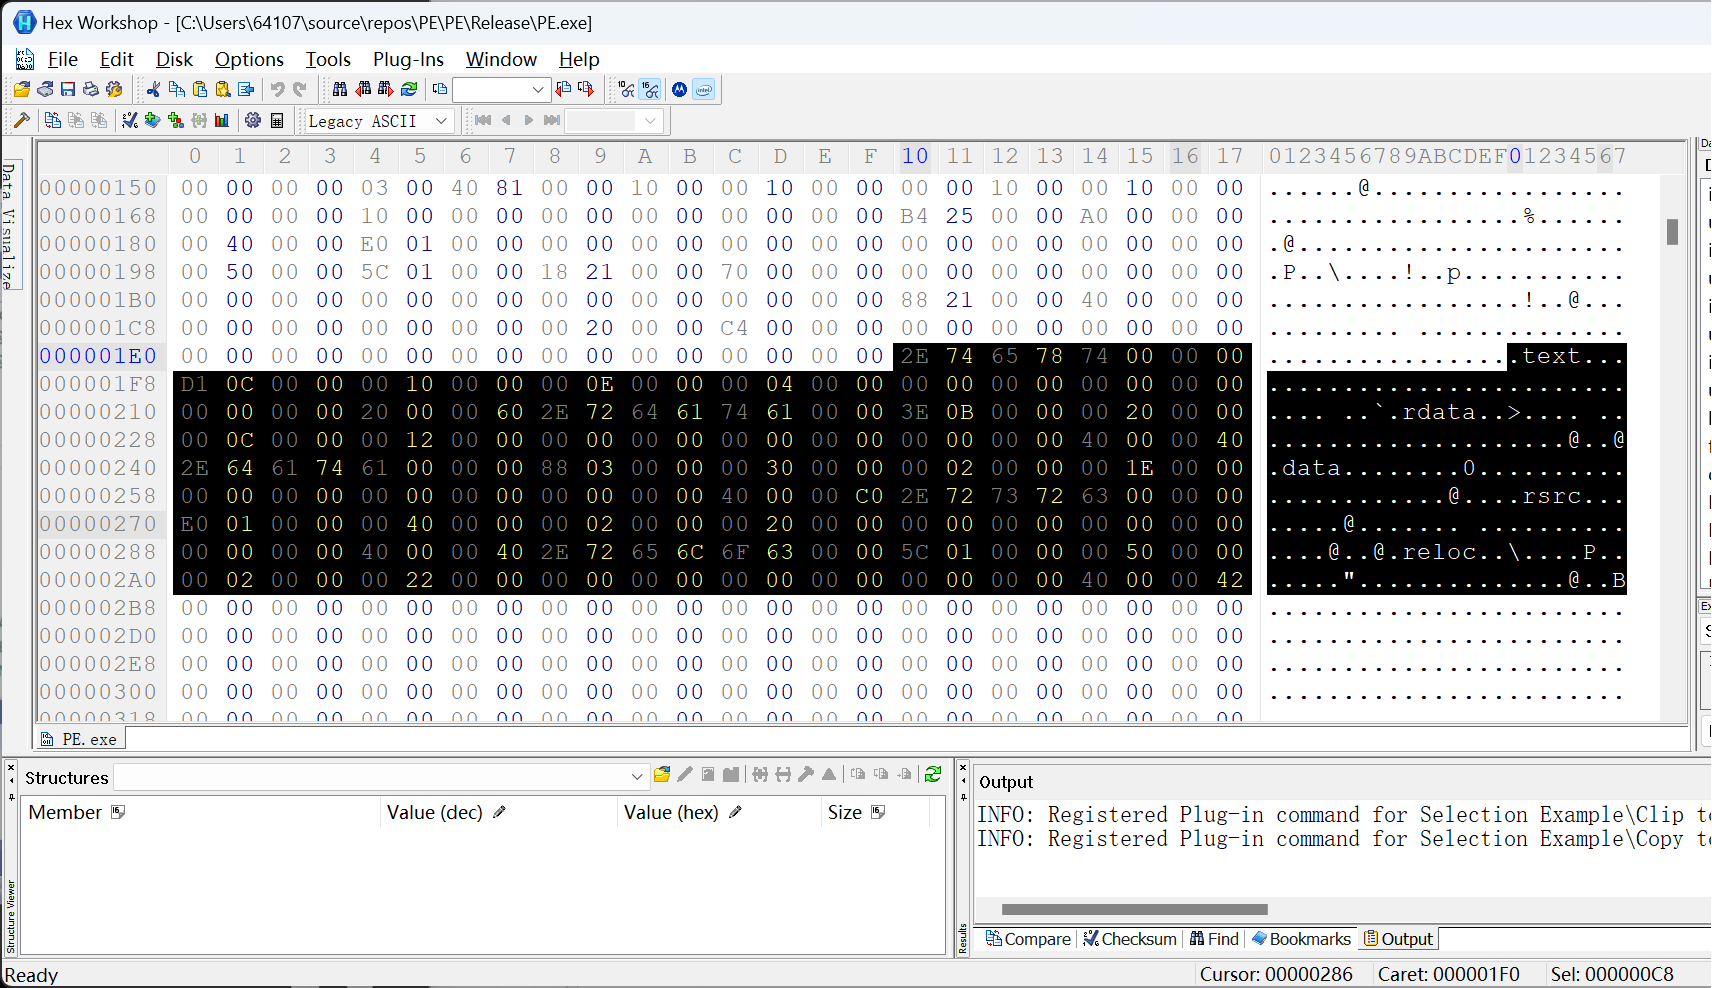 Hex Workshop - [C:\Users\64107\source\repos\PE\PE\Release\PE.exe]
File Edit Disk Options Tools Plug-Ins Window Help
Legacy ASCII
Data Visualize
0 1 2 3 4 5 6 7 8 9 A B C D E F 10 11 12 13 14 15 16 17 0123456789ABCDEF01234567
00000150 00 00 00 00 03 00 40 81 00 00 10 00 00 10 00 00 00 00 10 00 00 10 00 00 ......@.................
00000168 00 00 00 00 10 00 00 00 00 00 00 00 00 00 00 00 B4 25 00 00 A0 00 00 00 .................%......
00000180 00 40 00 00 E0 01 00 00 00 00 00 00 00 00 00 00 00 00 00 00 00 00 00 00 .@......................
00000198 00 50 00 00 5C 01 00 00 18 21 00 00 70 00 00 00 00 00 00 00 00 00 00 00 .P..\....!..p...........
000001B0 00 00 00 00 00 00 00 00 00 00 00 00 00 00 00 00 88 21 00 00 40 00 00 00 .................!..@...
000001C8 00 00 00 00 00 00 00 00 00 20 00 00 C4 00 00 00 00 00 00 00 00 00 00 00 ......... ..............
000001E0 00 00 00 00 00 00 00 00 00 00 00 00 00 00 00 00 2E 74 65 78 74 00 00 00 .................text...
000001F8 D1 0C 00 00 00 10 00 00 00 0E 00 00 00 04 00 00 00 00 00 00 00 00 00 00 ........................
00000210 00 00 00 00 20 00 00 60 2E 72 64 61 74 61 00 00 3E 0B 00 00 00 20 00 00 .... ..`.rdata..>.... ..
00000228 00 0C 00 00 00 12 00 00 00 00 00 00 00 00 00 00 00 00 00 00 40 00 00 40 ....................@..@
00000240 2E 64 61 74 61 00 00 00 88 03 00 00 00 30 00 00 00 02 00 00 00 1E 00 00 .data........0..........
00000258 00 00 00 00 00 00 00 00 00 00 00 00 40 00 00 C0 2E 72 73 72 63 00 00 00 ............@....rsrc...
00000270 E0 01 00 00 00 40 00 00 00 02 00 00 00 20 00 00 00 00 00 00 00 00 00 00 .....@....... ..........
00000288 00 00 00 00 40 00 00 40 2E 72 65 6C 6F 63 00 00 5C 01 00 00 00 50 00 00 ....@..@.reloc..\....P..
000002A0 00 02 00 00 00 22 00 00 00 00 00 00 00 00 00 00 00 00 00 00 40 00 00 42 ....."..............@..B
000002B8 00 00 00 00 00 00 00 00 00 00 00 00 00 00 00 00 00 00 00 00 00 00 00 00 ........................
000002D0 00 00 00 00 00 00 00 00 00 00 00 00 00 00 00 00 00 00 00 00 00 00 00 00 ........................
000002E8 00 00 00 00 00 00 00 00 00 00 00 00 00 00 00 00 00 00 00 00 00 00 00 00 ........................
00000300 00 00 00 00 00 00 00 00 00 00 00 00 00 00 00 00 00 00 00 00 00 00 00 00 ........................
00000318 00 00 00 00 00 00 00 00 00 00 00 00 00 00 00 00 00 00 00 00 00 00 00 00
PE.exe
Structures
Member Value (dec) Value (hex) Size
Structure Viewer
Output
INFO: Registered Plug-in command for Selection Example\Clip to
INFO: Registered Plug-in command for Selection Example\Copy to
Results
Compare Checksum Find Bookmarks Output
Ready Cursor: 00000286 Caret: 000001F0 Sel: 000000C8